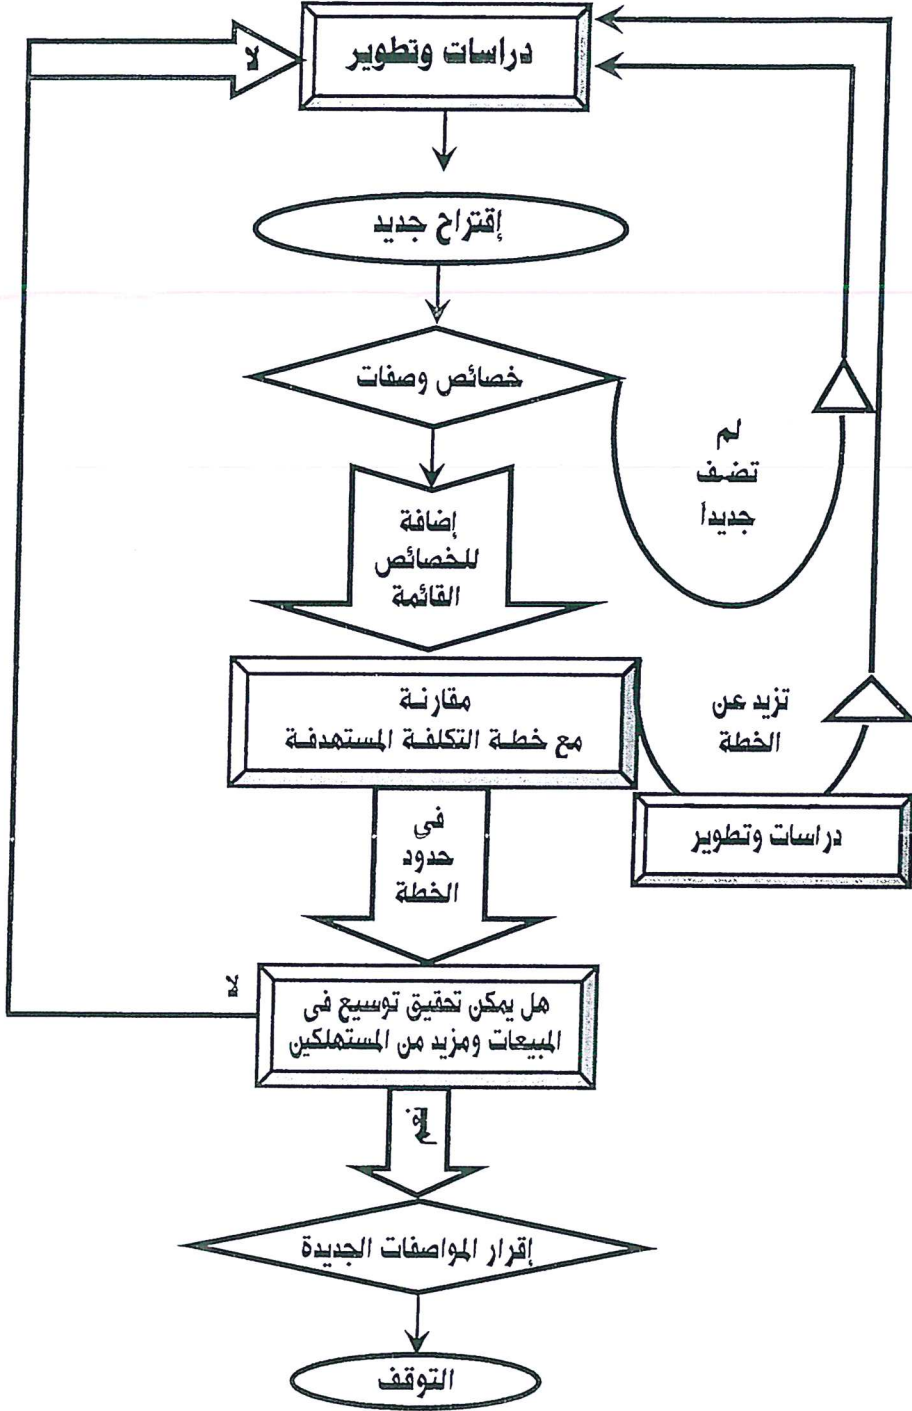 دراسات وتطوير
لا
إقتراح جديد
خصائص وصفات
لم
تضف
جديداً
إضافة
للخصائص
القائمة
مقارنة
مع خطة التكلفة المستهدفة
تزيد عن
الخطة
دراسات وتطوير
فى
حدود
الخطة
لا
هل يمكن تحقيق توسيع فى
المبيعات ومزيد من المستهلكين
نعم
إقرار المواصفات الجديدة
التوقف